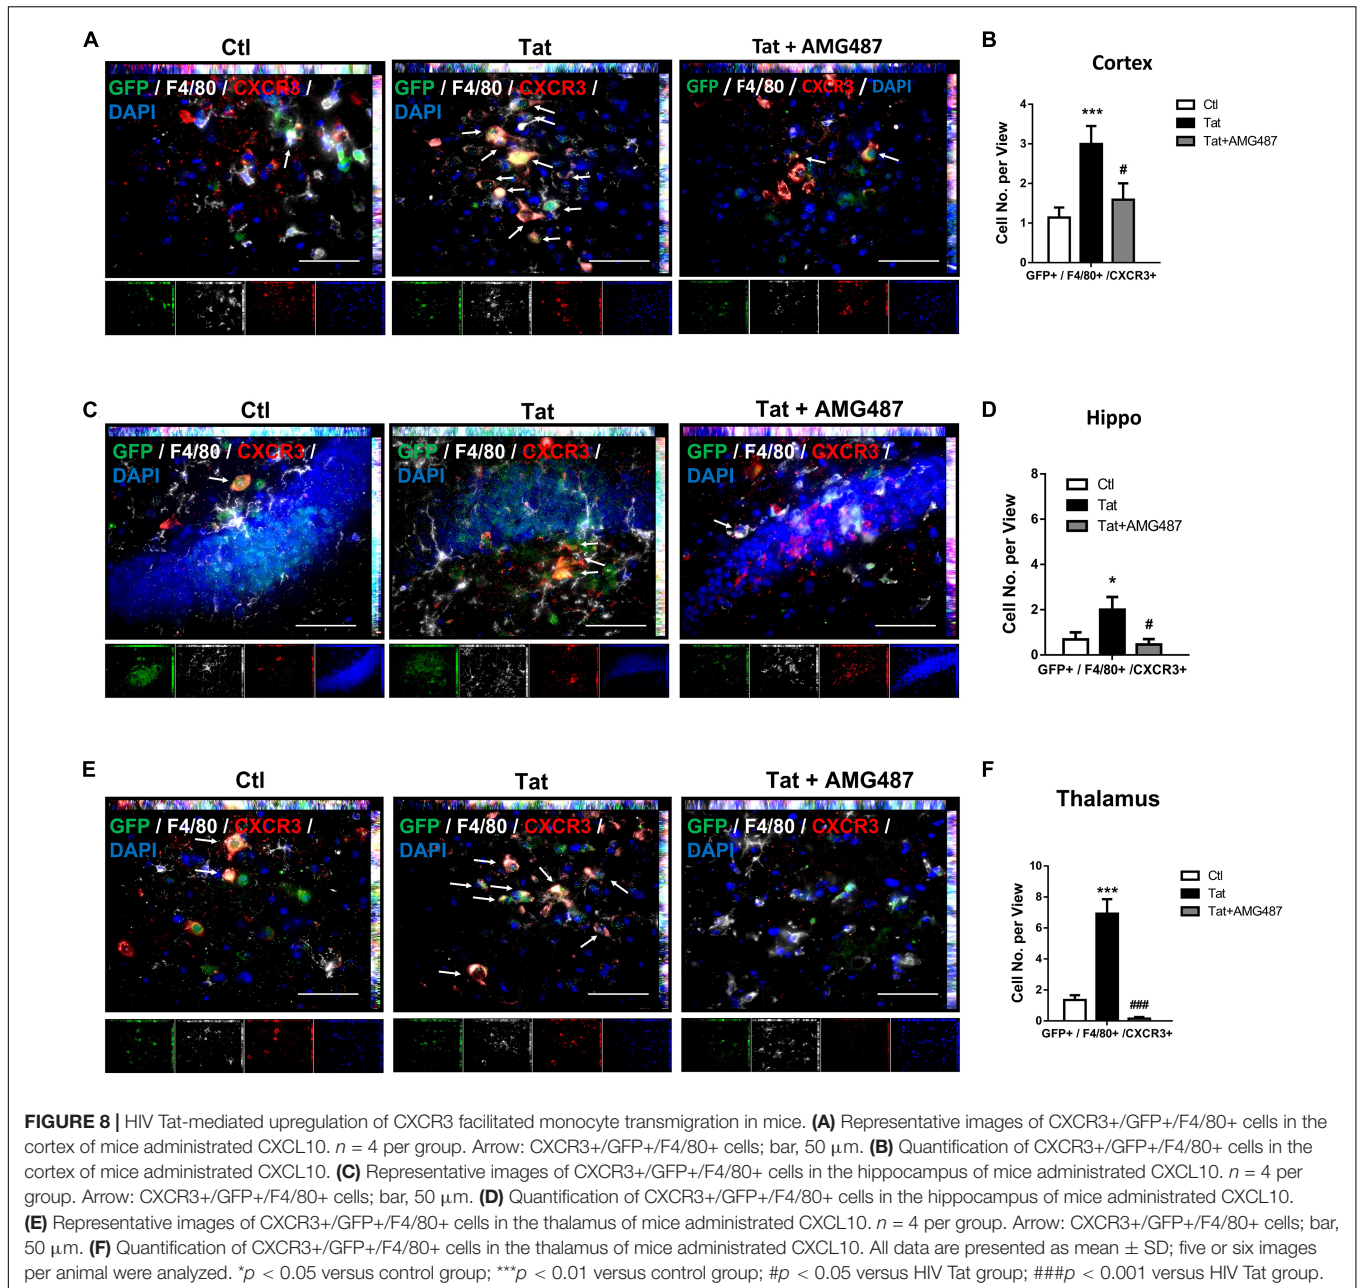 A
Ctl
Tat
Tat + AMG487
GFP / F4/80 / CXCR3 /
DAPI
GFP / F4/80 / CXCR3 /
DAPI
GFP / F4/80 / CXCR3 / DAPI
B
Cortex
Cell No. per View
4
3
2
1
0
***
#
Ctl
Tat
Tat+AMG487
GFP+ / F4/80+ /CXCR3+
C
Ctl
Tat
Tat + AMG487
GFP / F4/80 / CXCR3 /
DAPI
GFP / F4/80 / CXCR3 /
DAPI
GFP / F4/80 / CXCR3 /
DAPI
D
Hippo
Cell No. per View
8
6
4
2
0
*
#
Ctl
Tat
Tat+AMG487
GFP+ / F4/80+ /CXCR3+
E
Ctl
Tat
Tat + AMG487
GFP / F4/80 / CXCR3 /
DAPI
GFP / F4/80 / CXCR3 /
DAPI
GFP / F4/80 / CXCR3 /
DAPI
F
Thalamus
Cell No. per View
10
8
6
4
2
0
***
###
Ctl
Tat
Tat+AMG487
GFP+ / F4/80+ /CXCR3+
FIGURE 8 | HIV Tat-mediated upregulation of CXCR3 facilitated monocyte transmigration in mice. (A) Representative images of CXCR3+/GFP+/F4/80+ cells in the
cortex of mice administrated CXCL10. n = 4 per group. Arrow: CXCR3+/GFP+/F4/80+ cells; bar, 50 μm. (B) Quantification of CXCR3+/GFP+/F4/80+ cells in the
cortex of mice administrated CXCL10. (C) Representative images of CXCR3+/GFP+/F4/80+ cells in the hippocampus of mice administrated CXCL10. n = 4 per
group. Arrow: CXCR3+/GFP+/F4/80+ cells; bar, 50 μm. (D) Quantification of CXCR3+/GFP+/F4/80+ cells in the hippocampus of mice administrated CXCL10.
(E) Representative images of CXCR3+/GFP+/F4/80+ cells in the thalamus of mice administrated CXCL10. n = 4 per group. Arrow: CXCR3+/GFP+/F4/80+ cells; bar,
50 μm. (F) Quantification of CXCR3+/GFP+/F4/80+ cells in the thalamus of mice administrated CXCL10. All data are presented as mean ± SD; five or six images
per animal were analyzed. *p < 0.05 versus control group; ***p < 0.01 versus control group; #p < 0.05 versus HIV Tat group; ###p < 0.001 versus HIV Tat group.